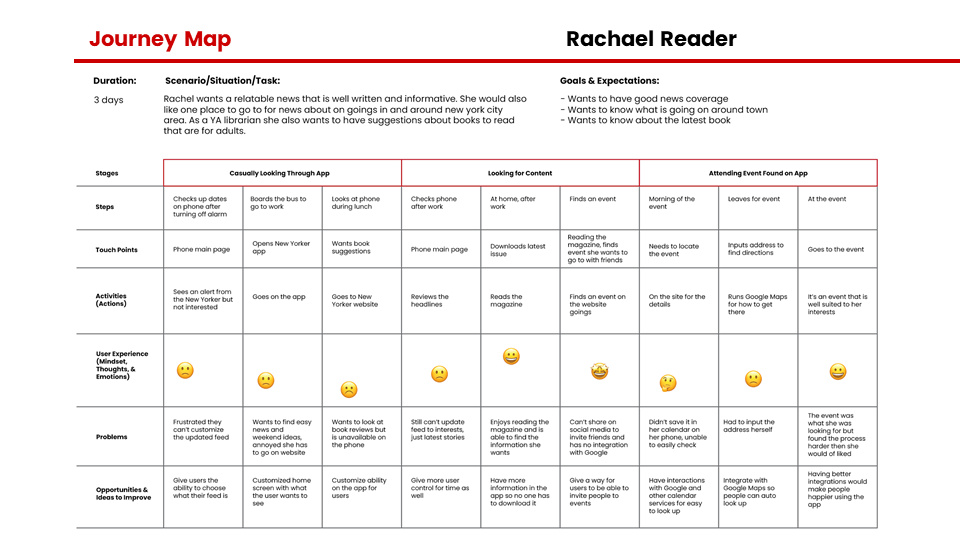 Journey Map
Rachael Reader
Duration:
Scenario/Situation/Task:
Goals & Expectations:
3 days
Rachel wants a relatable news that is well written and informative. She would also
like one place to go to for news about on goings in and around new york city
area. As a YA librarian she also wants to have suggestions about books to read
that are for adults.
- Wants to have good news coverage
- Wants to know what is going on around town
- Wants to know about the latest book
Stages
Casually Looking Through App
Looking for Content
Attending Event Found on App
Steps
Checks up dates
on phone after
turning off alarm
Boards the bus to
go to work
Looks at phone
during lunch
Checks phone
after work
At home, after
work
Finds an event
Morning of the
event
Leaves for event
At the event
Touch Points
Phone main page
Opens New Yorker
app
Wants book
suggestions
Phone main page
Downloads latest
issue
Reading the
magazine, finds
event she wants to
go to with friends
Needs to locate
the event
Inputs address to
find directions
Goes to the event
Activities
(Actions)
Sees an alert from
the New Yorker but
not interested
Goes on the app
Goes to New
Yorker website
Reviews the
headlines
Reads the
magazine
Finds an event on
the website
goings
On the site for the
details
Runs Google Maps
for how to get
there
It's an event that is
well suited to her
interests
User Experience
(Mindset,
Thoughts, &
Emotions)
Problems
Frustrated they
can't customize
the updated feed
Wants to find easy
news and
weekend ideas,
annoyed she has
to go on website
Wants to look at
book reviews but
is unavailable on
the phone
Still can't update
feed to interests,
just latest stories
Enjoys reading the
magazine and is
able to find the
information she
wants
Can't share on
social media to
invite friends and
has no integration
with Google
Didn't save it in
her calendar on
her phone, unable
to easily check
Had to input the
address herself
The event was
what she was
looking for but
found the process
harder then she
would of liked
Opportunities &
Ideas to Improve
Give users the
ability to choose
what their feed is
Customized home
screen with what
the user wants to
see
Customize ability
on the app for
users
Give more user
control for time as
well
Have more
information in the
app so no one has
to download it
Give a way for
users to be able to
invite people to
events
Have interactions
with Google and
other calendar
services for easy
to look up
Integrate with
Google Maps so
people can auto
look up
Having better
integrations would
make people
happier using the
app